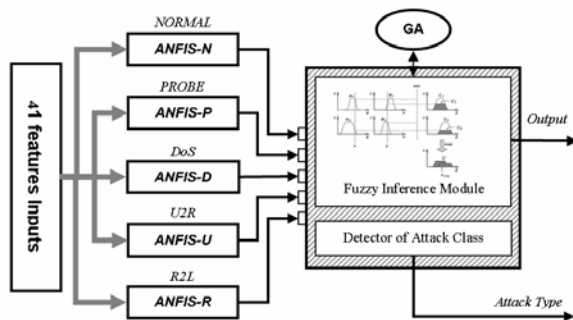 41 features Inputs
NORMAL
ANFIS-N
PROBE
ANFIS-P
DoS
ANFIS-D
U2R
ANFIS-U
R2L
ANFIS-R
GA
Fuzzy Inference Module
Detector of Attack Class
Output
Attack Type